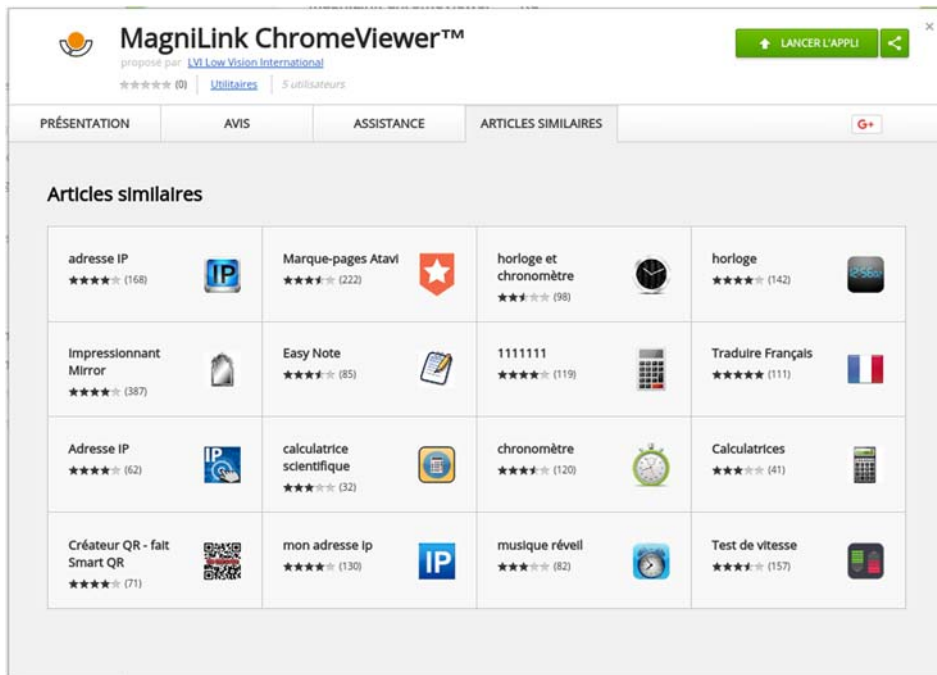 MagniLink ChromeViewer™
LANCER L'APPLI
proposé par LVI Low Vision International
(0) Utilitaires 5 utilisateurs
PRÉSENTATION AVIS ASSISTANCE ARTICLES SIMILAIRES G+
Articles similaires
adresse IP
(168)
IP
Marque-pages Atavi
(222)
horloge et
chronomètre
(98)
horloge
(142)
Impressionnant
Mirror
(387)
Easy Note
(85)
1111111
(119)
Traduire Français
(111)
Adresse IP
(62)
IP
calculatrice
scientifique
(32)
chronomètre
(120)
Calculatrices
(41)
Créateur QR - fait
Smart QR
(71)
mon adresse ip
(130)
IP
musique réveil
(82)
Test de vitesse
(157)